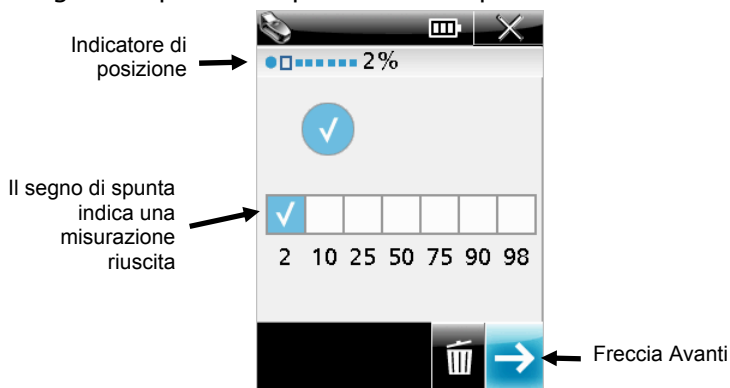 Indicatore di
posizione
2%
Il segno di spunta
indica una
misurazione
riuscita
2 10 25 50 75 90 98
Freccia Avanti